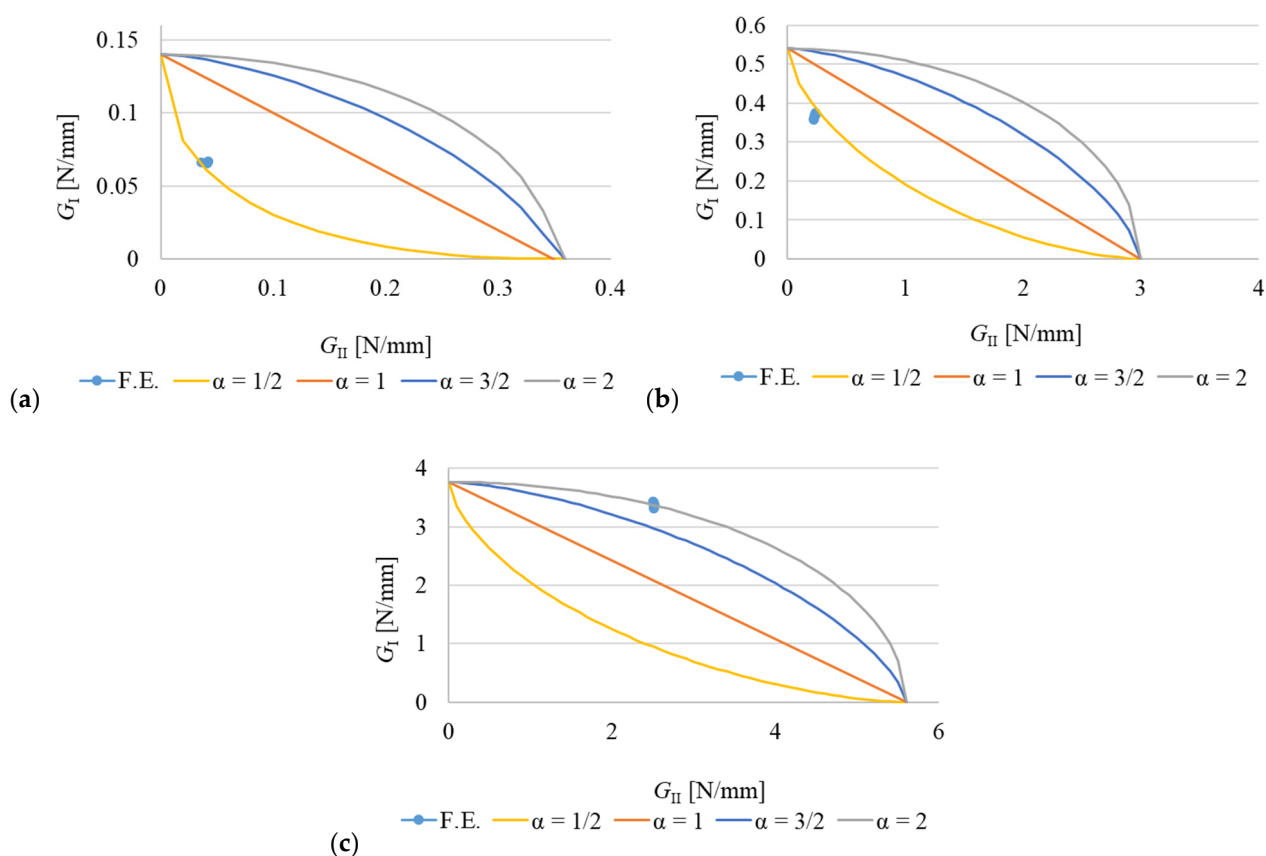 0.15
0.1
0.05
0
G_I [N/mm]
0 0.1 0.2 0.3 0.4
G_II [N/mm]
F.E. α = 1/2 α = 1 α = 3/2 α = 2
(a)
0.6
0.5
0.4
0.3
0.2
0.1
0
G_I [N/mm]
0 1 2 3 4
G_II [N/mm]
F.E. α = 1/2 α = 1 α = 3/2 α = 2
(b)
4
3
2
1
0
G_I [N/mm]
0 2 4 6
G_II [N/mm]
F.E. α = 1/2 α = 1 α = 3/2 α = 2
(c)